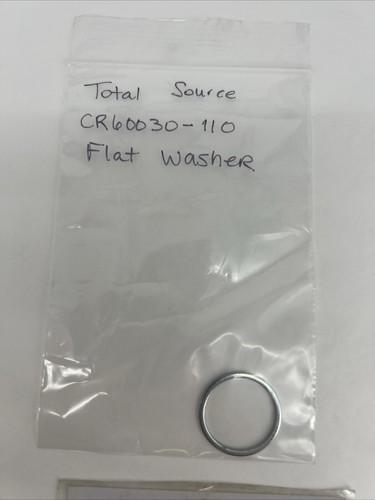 Total Source
CR60030-110
Flat Washer